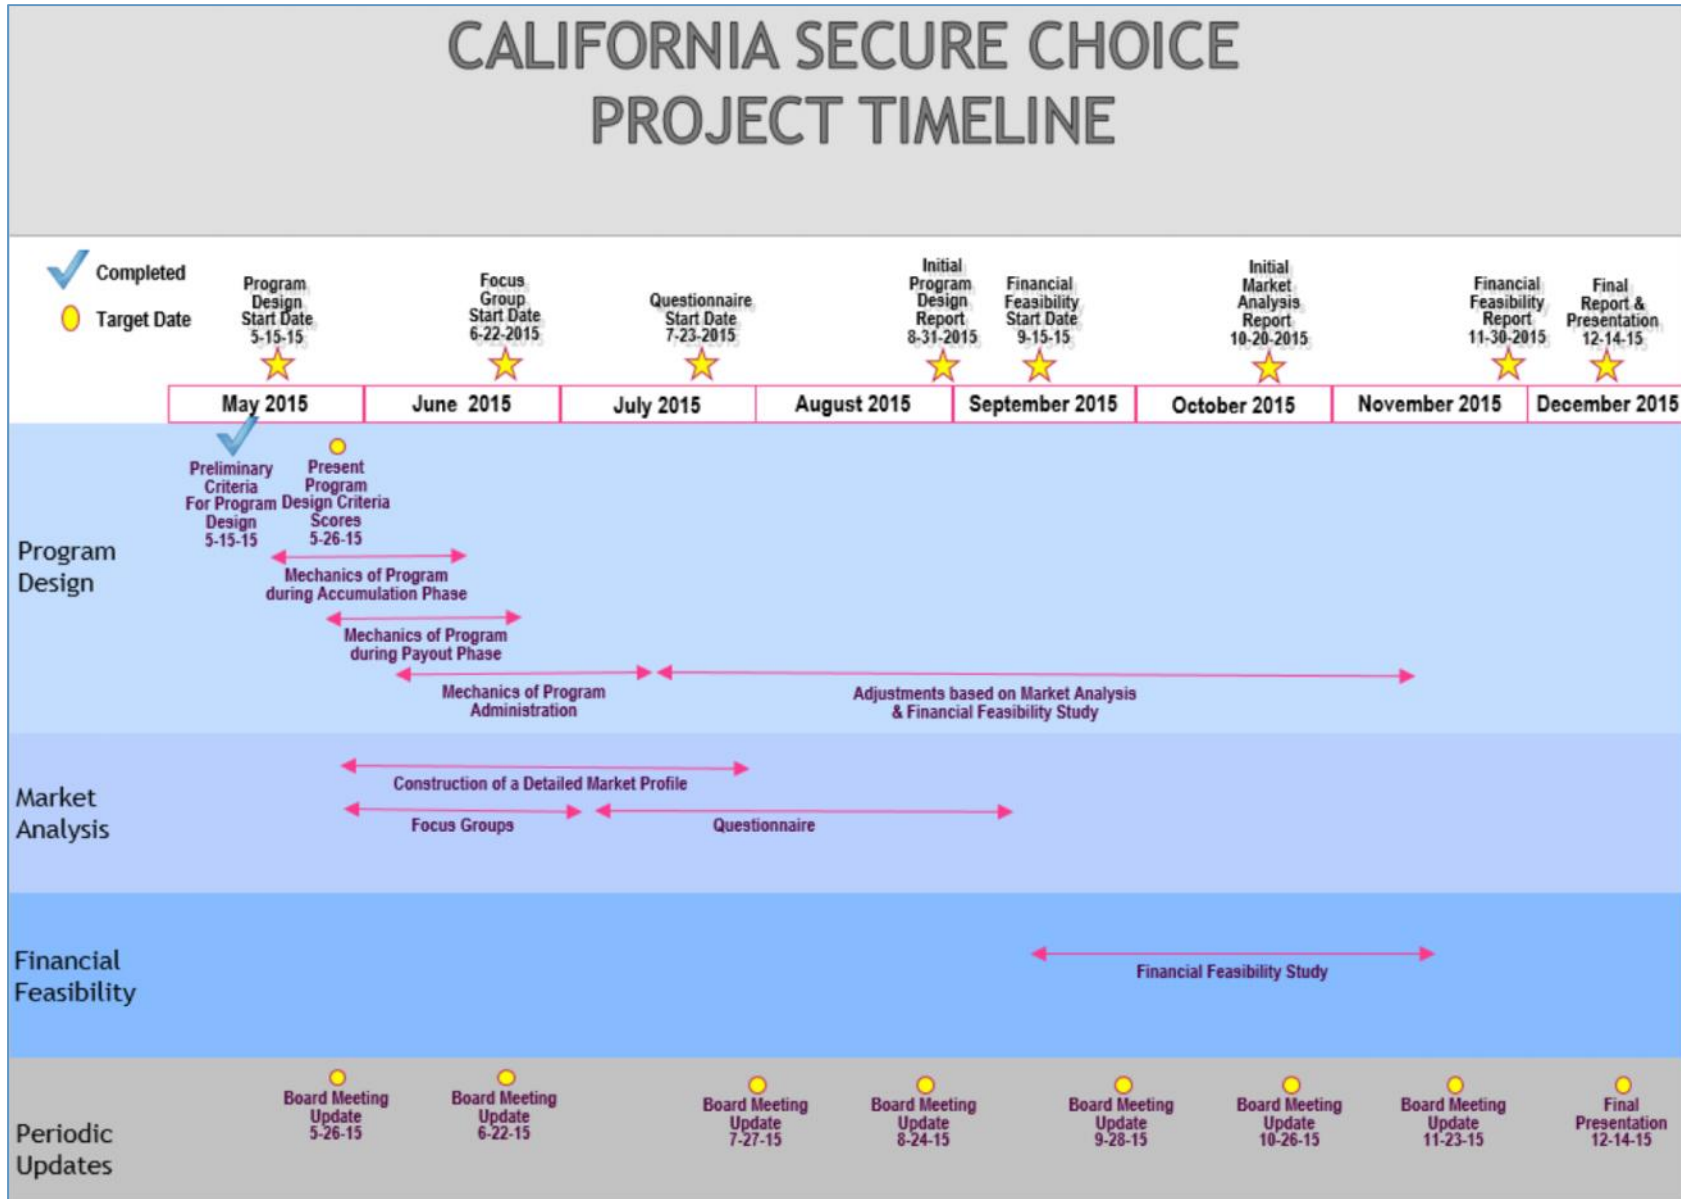 CALIFORNIA SECURE CHOICE
PROJECT TIMELINE
Completed
Target Date
Program
Design
Start Date
5-15-15
Focus
Group
Start Date
6-22-2015
Questionnaire
Start Date
7-23-2015
Initial
Program
Design
Report
8-31-2015
Financial
Feasibility
Start Date
9-15-15
Initial
Market
Analysis
Report
10-20-2015
Financial
Feasibility
Report
11-30-2015
Final
Report &
Presentation
12-14-15
May 2015
June 2015
July 2015
August 2015
September 2015
October 2015
November 2015
December 2015
Program
Design
Preliminary
Criteria
For Program
Design
5-15-15
Present
Program
Design Criteria
Scores
5-26-15
Mechanics of Program
during Accumulation Phase
Mechanics of Program
during Payout Phase
Mechanics of Program
Administration
Adjustments based on Market Analysis
& Financial Feasibility Study
Market
Analysis
Construction of a Detailed Market Profile
Focus Groups
Questionnaire
Financial
Feasibility
Financial Feasibility Study
Periodic
Updates
Board Meeting
Update
5-26-15
Board Meeting
Update
6-22-15
Board Meeting
Update
7-27-15
Board Meeting
Update
8-24-15
Board Meeting
Update
9-28-15
Board Meeting
Update
10-26-15
Board Meeting
Update
11-23-15
Final
Presentation
12-14-15